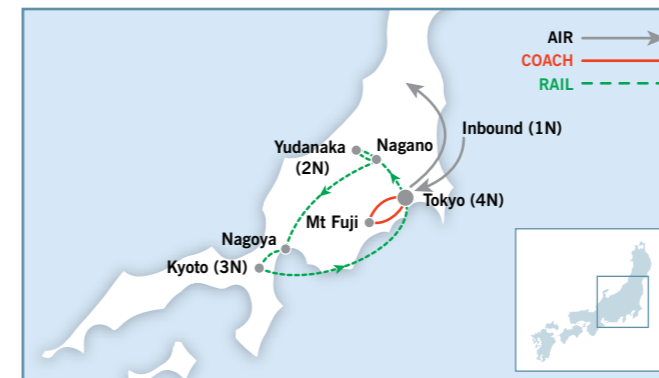 AIR
COACH
RAIL
Inbound (1N)
Yudanaka
(2N)
Nagano
Tokyo (4N)
Mt Fuji
Nagoya
Kyoto (3N)